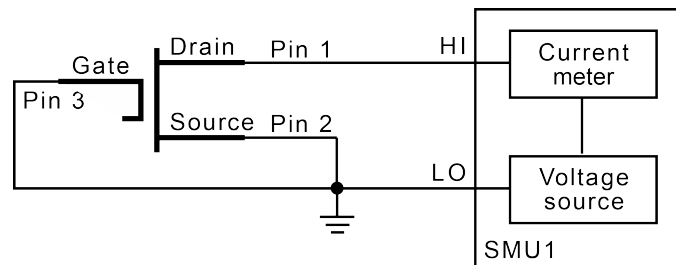 Drain
Pin 1
HI
Current
meter
Gate
Pin 3
Source
Pin 2
LO
Voltage
source
SMU1